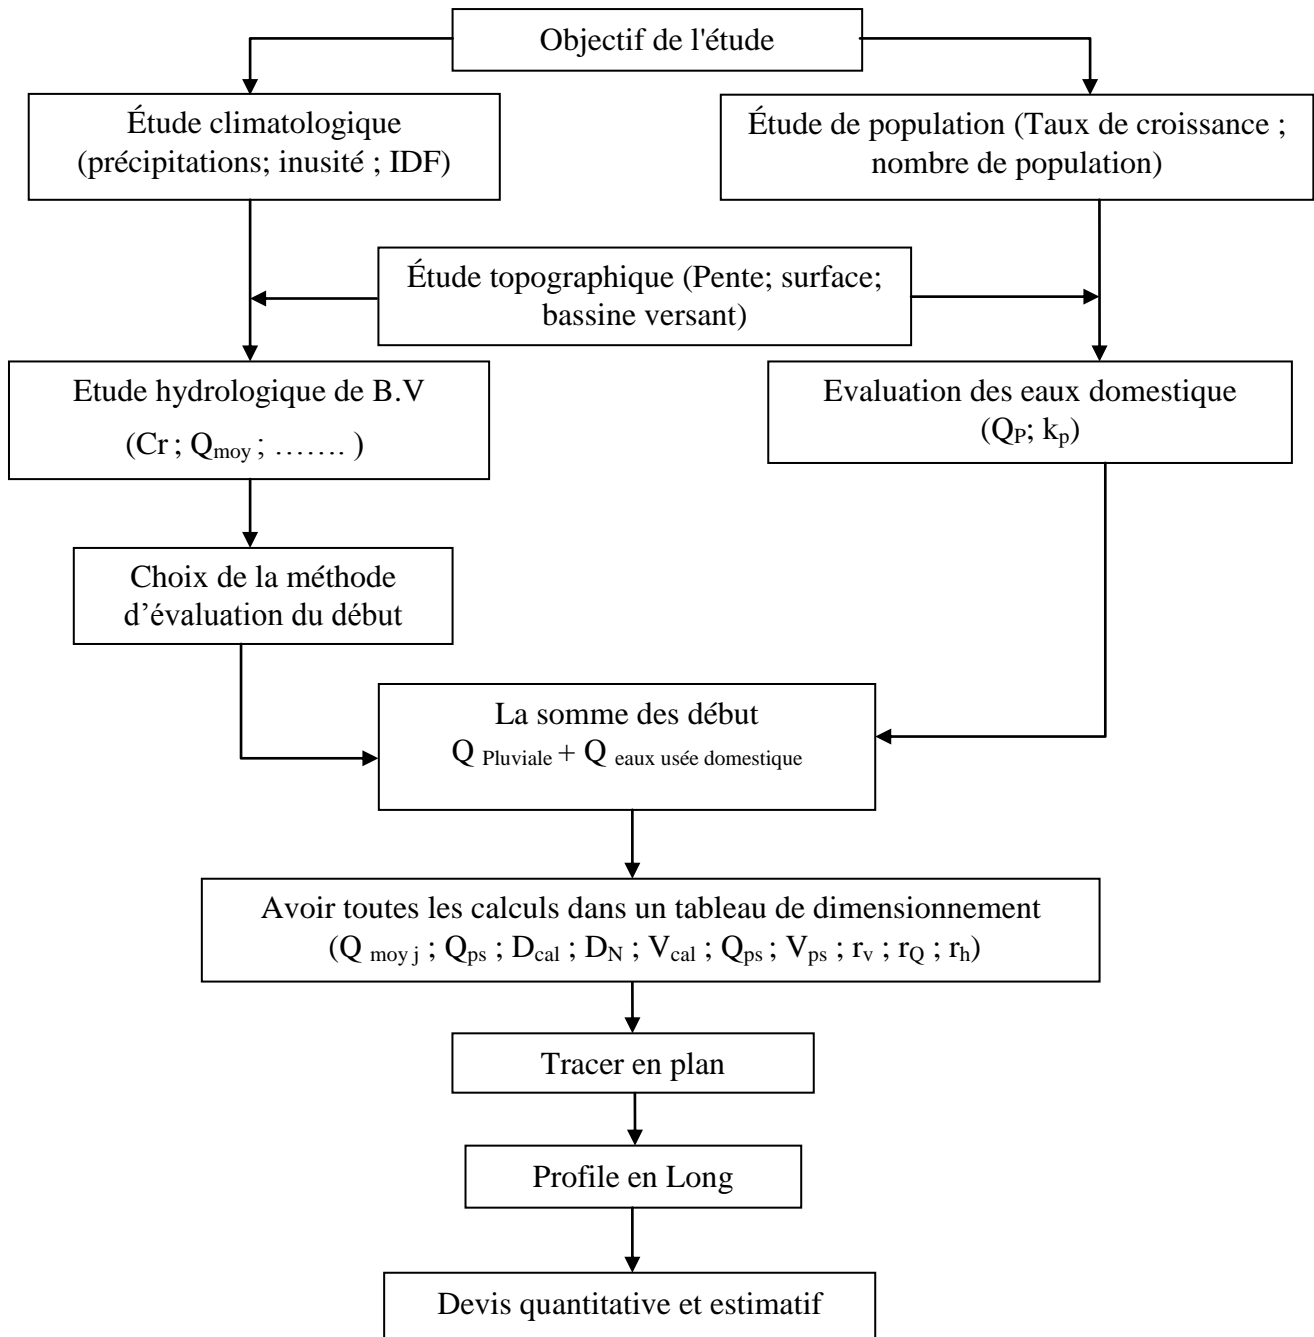 Objectif de l'étude
Étude climatologique
(précipitations; inusité ; IDF)
Étude de population (Taux de croissance ;
nombre de population)
Étude topographique (Pente; surface;
bassine versant)
Etude hydrologique de B.V
(Cr ; Qmoy ; ……. )
Evaluation des eaux domestique
(QP; kp)
Choix de la méthode
d’évaluation du début
La somme des début
Q Pluviale + Q eaux usée domestique
Avoir toutes les calculs dans un tableau de dimensionnement
(Q moy j ; Qps ; Dcal ; DN ; Vcal ; Qps ; Vps ; rv ; rQ ; rh)
Tracer en plan
Profile en Long
Devis quantitative et estimatif